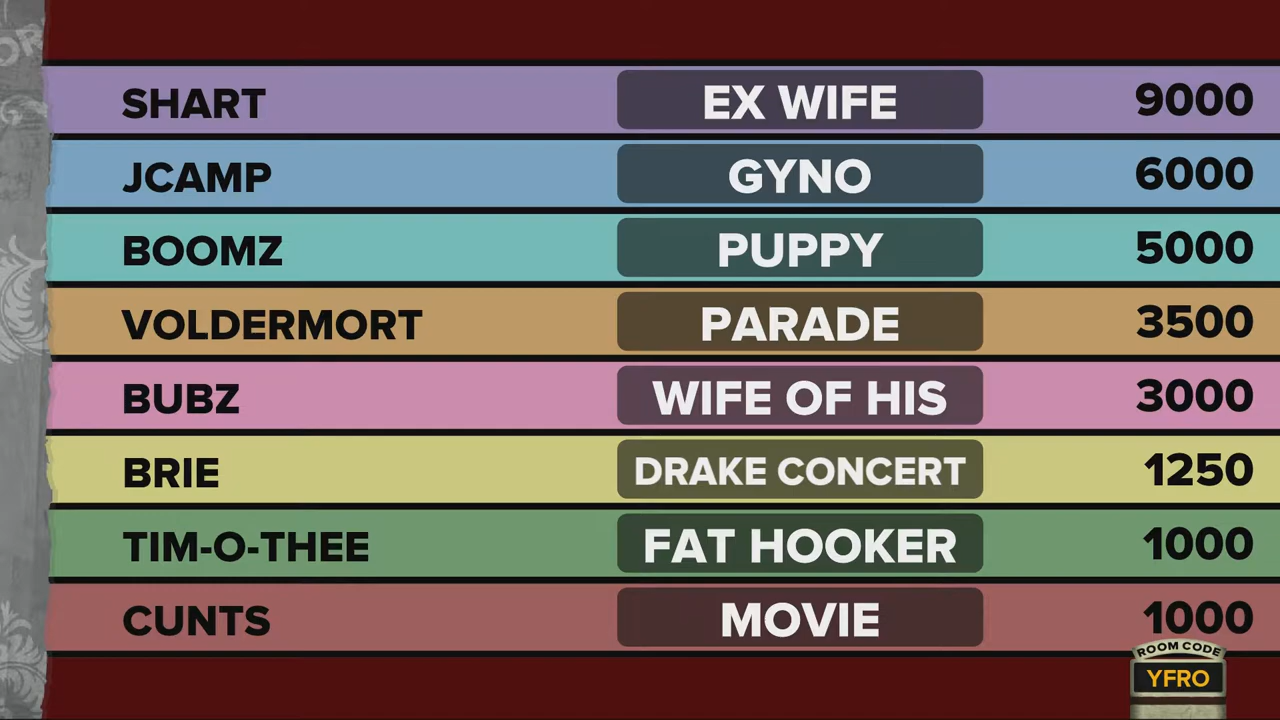 SHART EX WIFE 9000
JCAMP GYNO 6000
BOOMZ PUPPY 5000
VOLDERMORT PARADE 3500
BUBZ WIFE OF HIS 3000
BRIE DRAKE CONCERT 1250
TIM-O-THEE FAT HOOKER 1000
CUNTS MOVIE 1000
ROOM CODE
YFRO